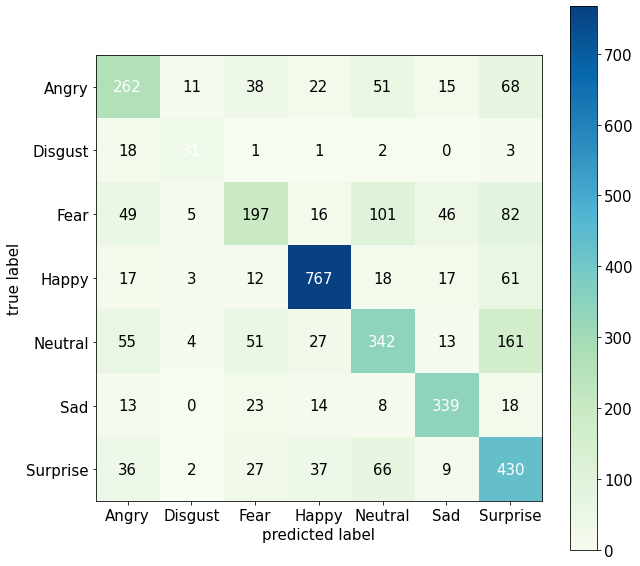 Angry 262 11 38 22 51 15 68
Disgust 18 31 1 1 2 0 3
Fear 49 5 197 16 101 46 82
Happy 17 3 12 767 18 17 61
Neutral 55 4 51 27 342 13 161
Sad 13 0 23 14 8 339 18
Surprise 36 2 27 37 66 9 430
Angry Disgust Fear Happy Neutral Sad Surprise
predicted label
true label
700
600
500
400
300
200
100
0